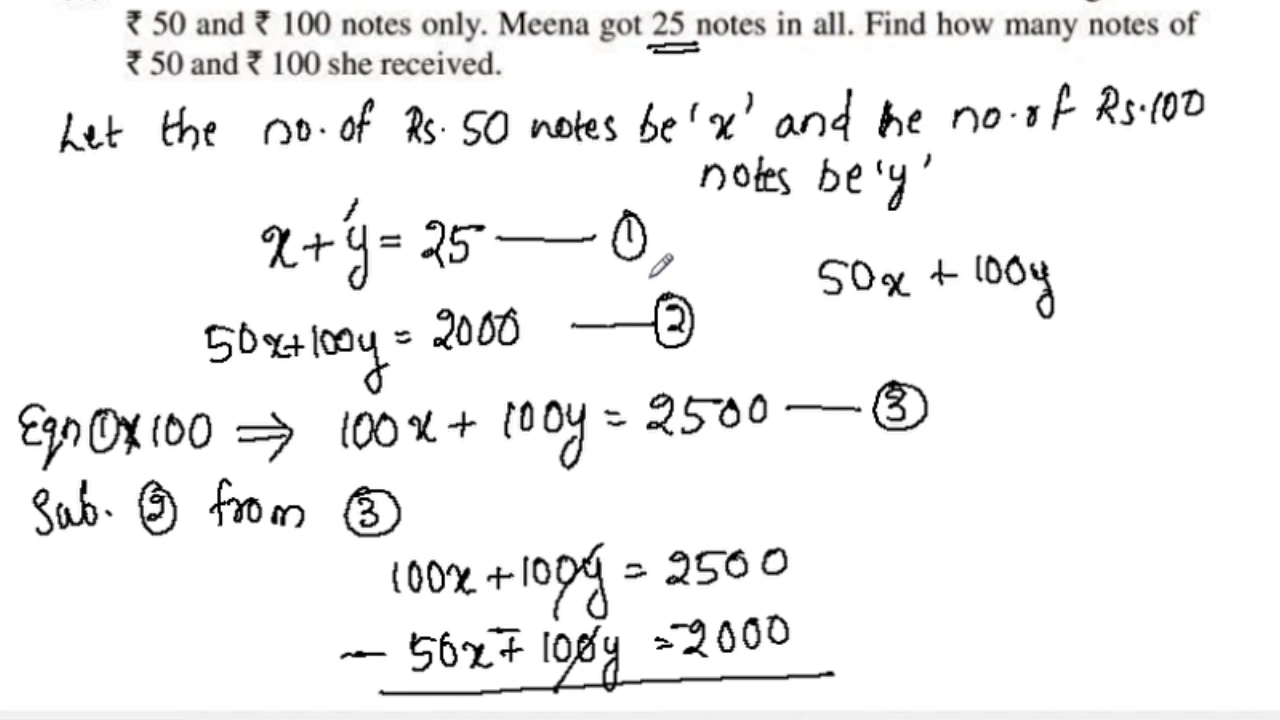 ₹ 50 and ₹ 100 notes only. Meena got 25 notes in all. Find how many notes of
₹ 50 and ₹ 100 she received.
Let the no. of Rs. 50 notes be 'x' and he no. of Rs. 100
notes be 'y'
x + y = 25 —— ①
50x + 100y
50x+100y = 2000 —— ②
Eqn ① x 100 ⇒ 100x + 100y = 2500 —— ③
Sub. ② from ③
100x + 100y = 2500
- 50x + 100y = -2000